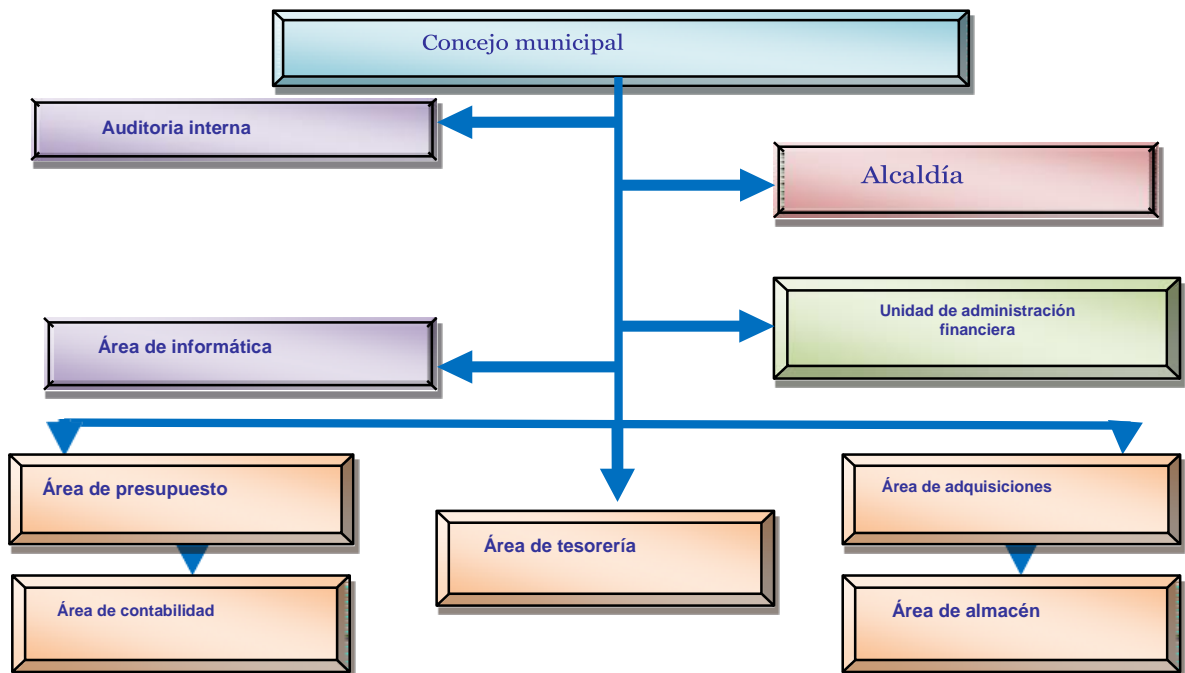 Concejo municipal
Auditoria interna
Alcaldía
Unidad de administración
financiera
Área de informática
Área de presupuesto
Área de adquisiciones
Área de tesorería
Área de contabilidad
Área de almacén